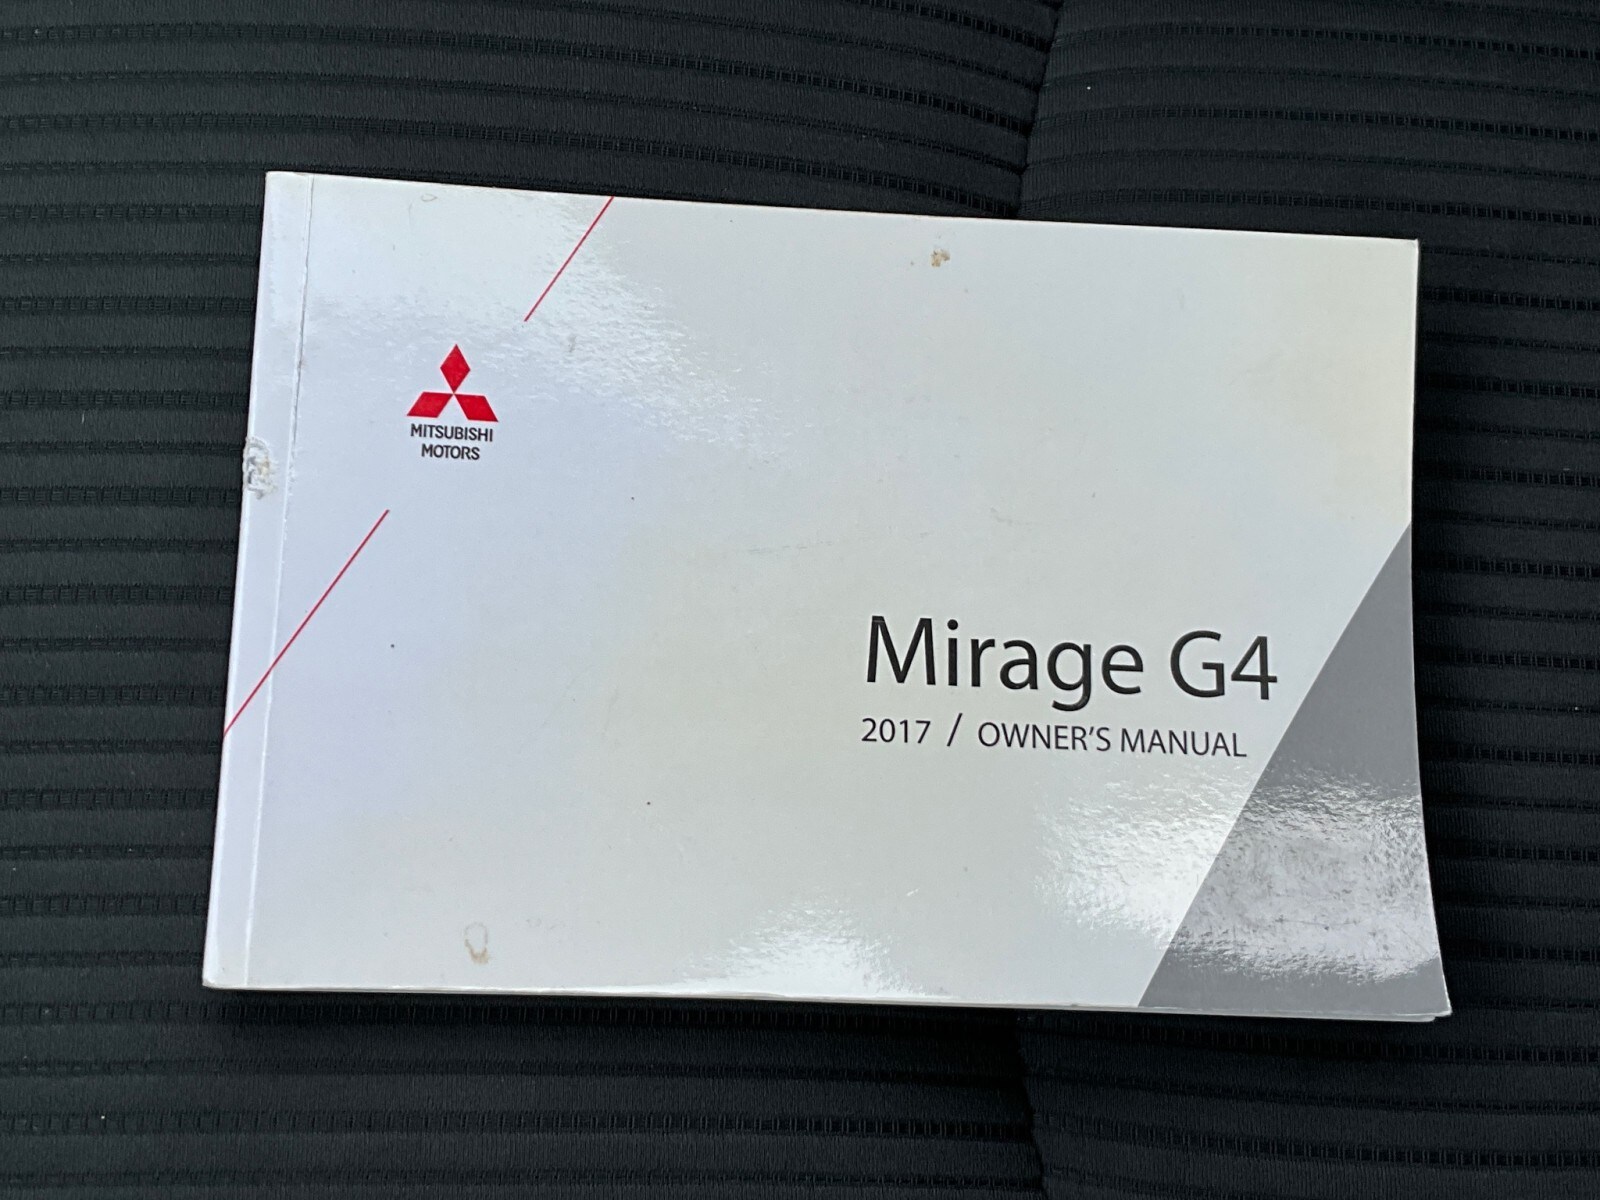 MITSUBISHI
MOTORS
Mirage G4
2017 / OWNER'S MANUAL